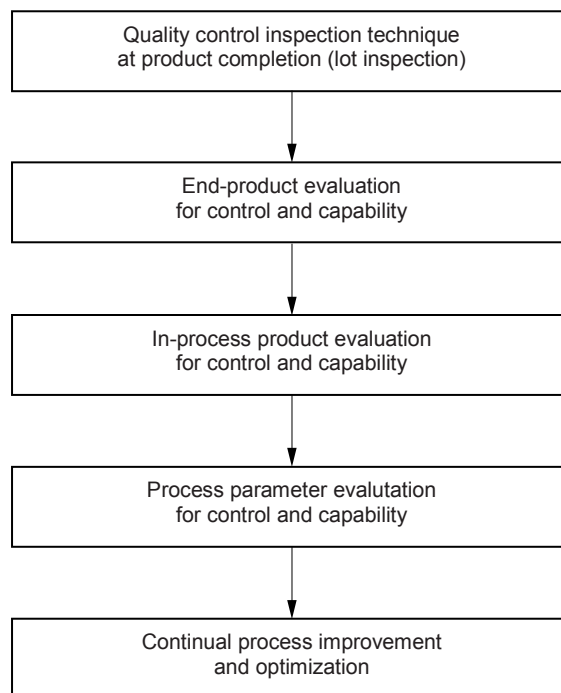 Quality control inspection technique
at product completion (lot inspection)
End-product evaluation
for control and capability
In-process product evaluation
for control and capability
Process parameter evalutation
for control and capability
Continual process improvement
and optimization